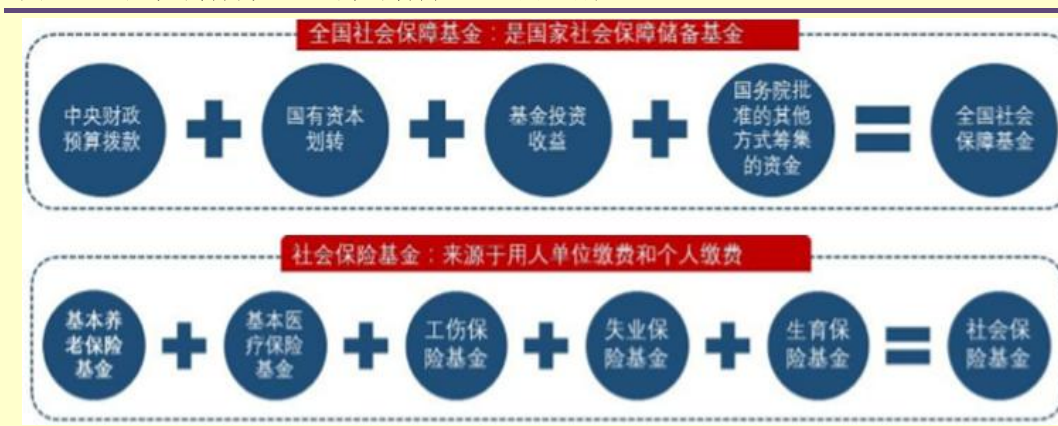 全国社会保障基金：是国家社会保障储备基金
中央财政
预算拨款
国有资本
划转
基金投资
收益
国务院批
准的其他
方式筹集
的资金
全国社会
保障基金
社会保险基金：来源于用人单位缴费和个人缴费
基本养
老保险
基金
基本医
疗保险
基金
工伤保
险基金
失业保
险基金
生育保
险基金
社会保
险基金